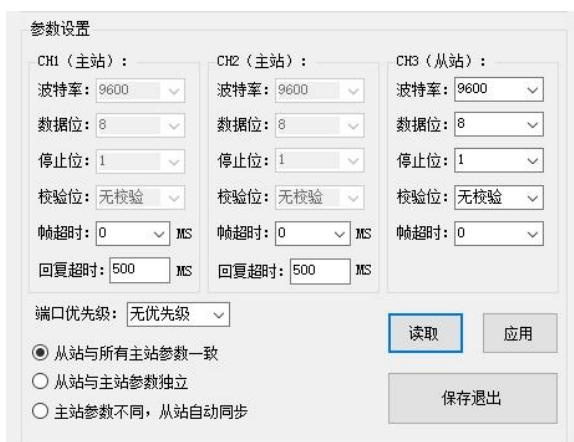 参数设置
CH1（主站）：
波特率：9600
数据位：8
停止位：1
校验位：无校验
帧超时：0 MS
回复超时：500 MS
CH2（主站）：
波特率：9600
数据位：8
停止位：1
校验位：无校验
帧超时：0 MS
回复超时：500 MS
CH3（从站）：
波特率：9600
数据位：8
停止位：1
校验位：无校验
帧超时：0
端口优先级：无优先级
从站与所有主站参数一致
从站与主站参数独立
主站参数不同，从站自动同步
读取 应用
保存退出